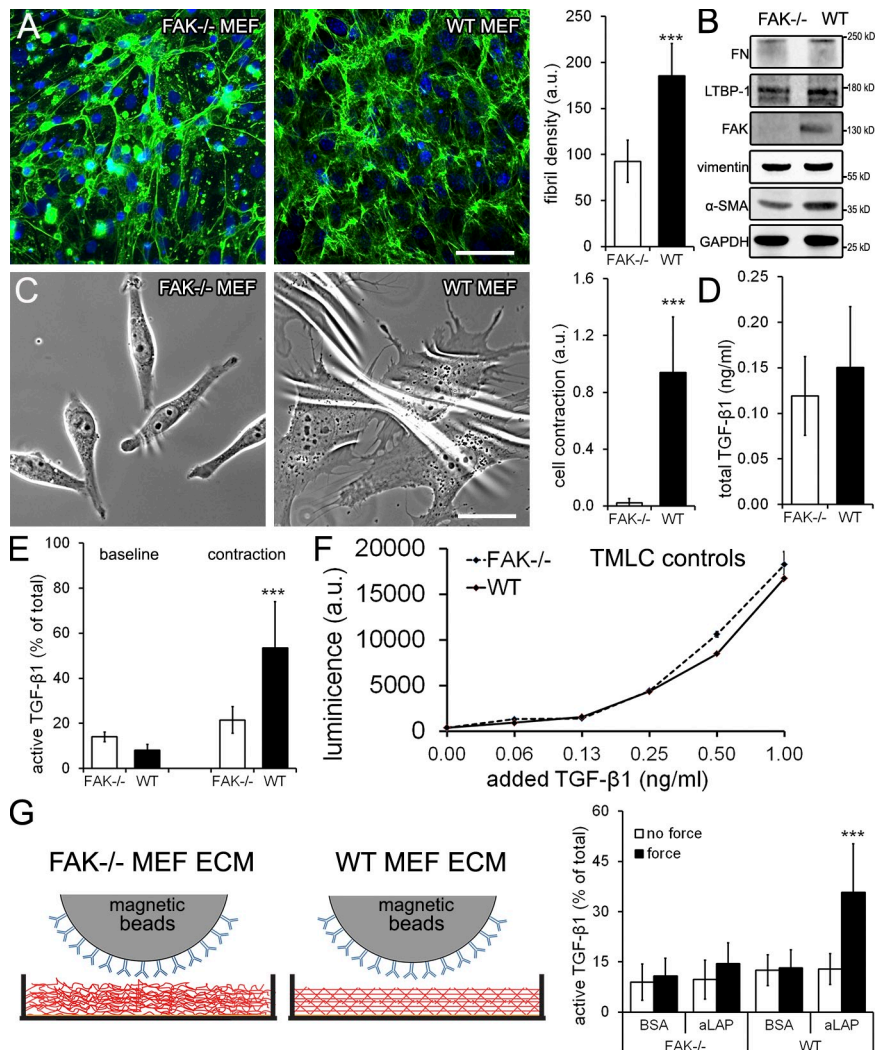 A
FAK-/- MEF
WT MEF
fibril density (a.u.)
250
200
150
100
50
0
***
FAK-/- WT
B
FAK-/- WT
FN
250 kD
LTBP-1
180 kD
FAK
130 kD
vimentin
55 kD
α-SMA
35 kD
GAPDH
25 kD
C
FAK-/- MEF
WT MEF
cell contraction (a.u.)
1.6
1.2
0.8
0.4
0.0
***
FAK-/- WT
D
total TGF-β1 (ng/ml)
0.25
0.20
0.15
0.10
0.05
0.00
FAK-/- WT
E
active TGF-β1 (% of total)
100
80
60
40
20
0
baseline contraction
***
FAK-/- WT FAK-/- WT
F
luminicence (a.u.)
20000
15000
10000
5000
0
FAK-/-
WT
TMLC controls
0.00 0.06 0.13 0.25 0.50 1.00
added TGF-β1 (ng/ml)
G
FAK-/- MEF ECM
magnetic
beads
WT MEF ECM
magnetic
beads
active TGF-β1 (% of total)
60
45
30
15
0
no force
force
***
BSA aLAP BSA aLAP
FAK-/- WT